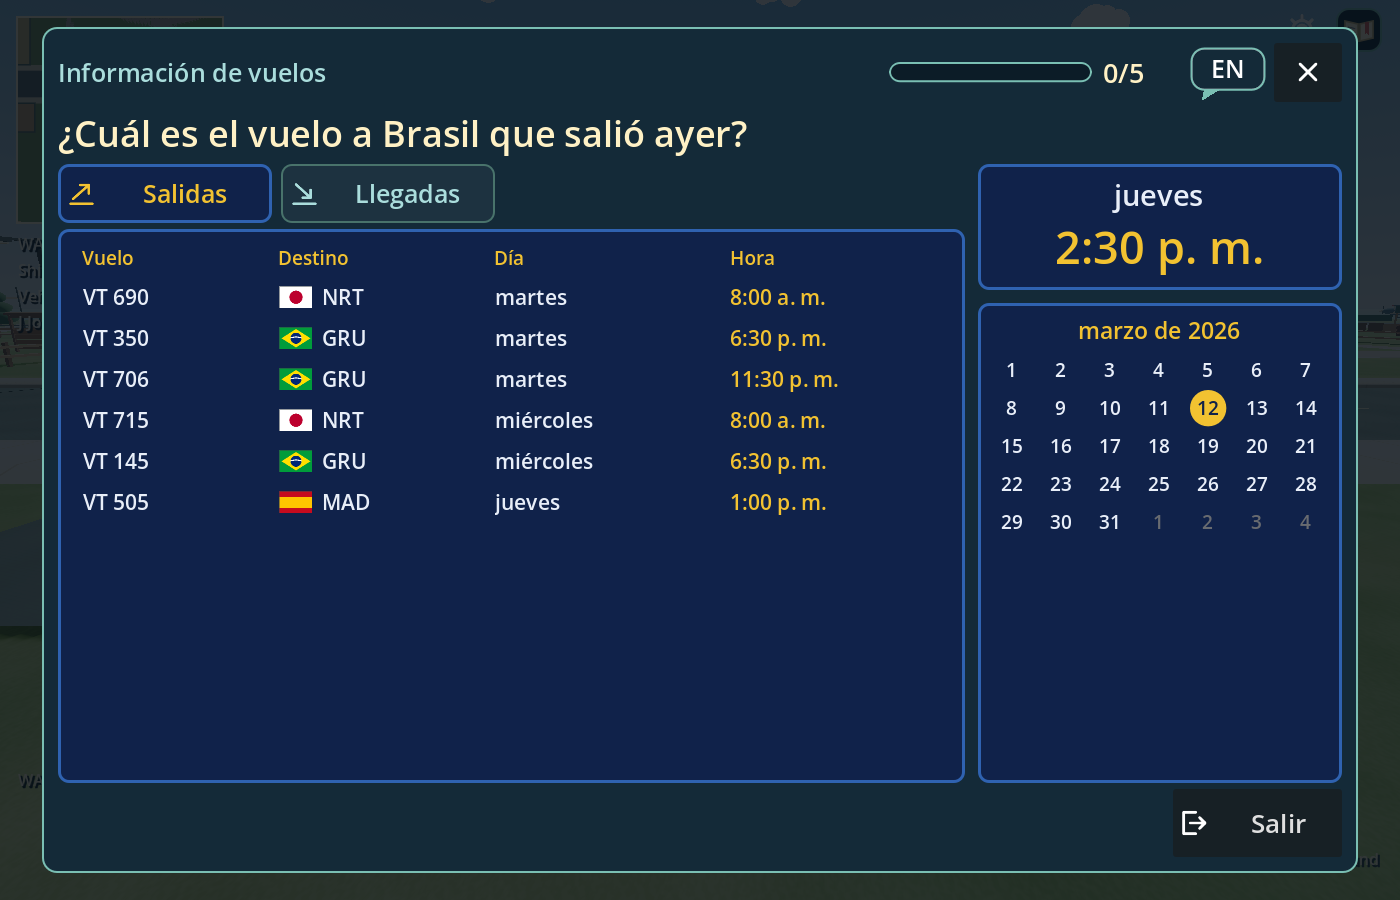 Información de vuelos
0/5
EN
¿Cuál es el vuelo a Brasil que salió ayer?
Salidas
Llegadas
Vuelo Destino Día Hora
VT 690 NRT martes 8:00 a. m.
VT 350 GRU martes 6:30 p. m.
VT 706 GRU martes 11:30 p. m.
VT 715 NRT miércoles 8:00 a. m.
VT 145 GRU miércoles 6:30 p. m.
VT 505 MAD jueves 1:00 p. m.
jueves
2:30 p. m.
marzo de 2026
1 2 3 4 5 6 7
8 9 10 11 12 13 14
15 16 17 18 19 20 21
22 23 24 25 26 27 28
29 30 31 1 2 3 4
Salir